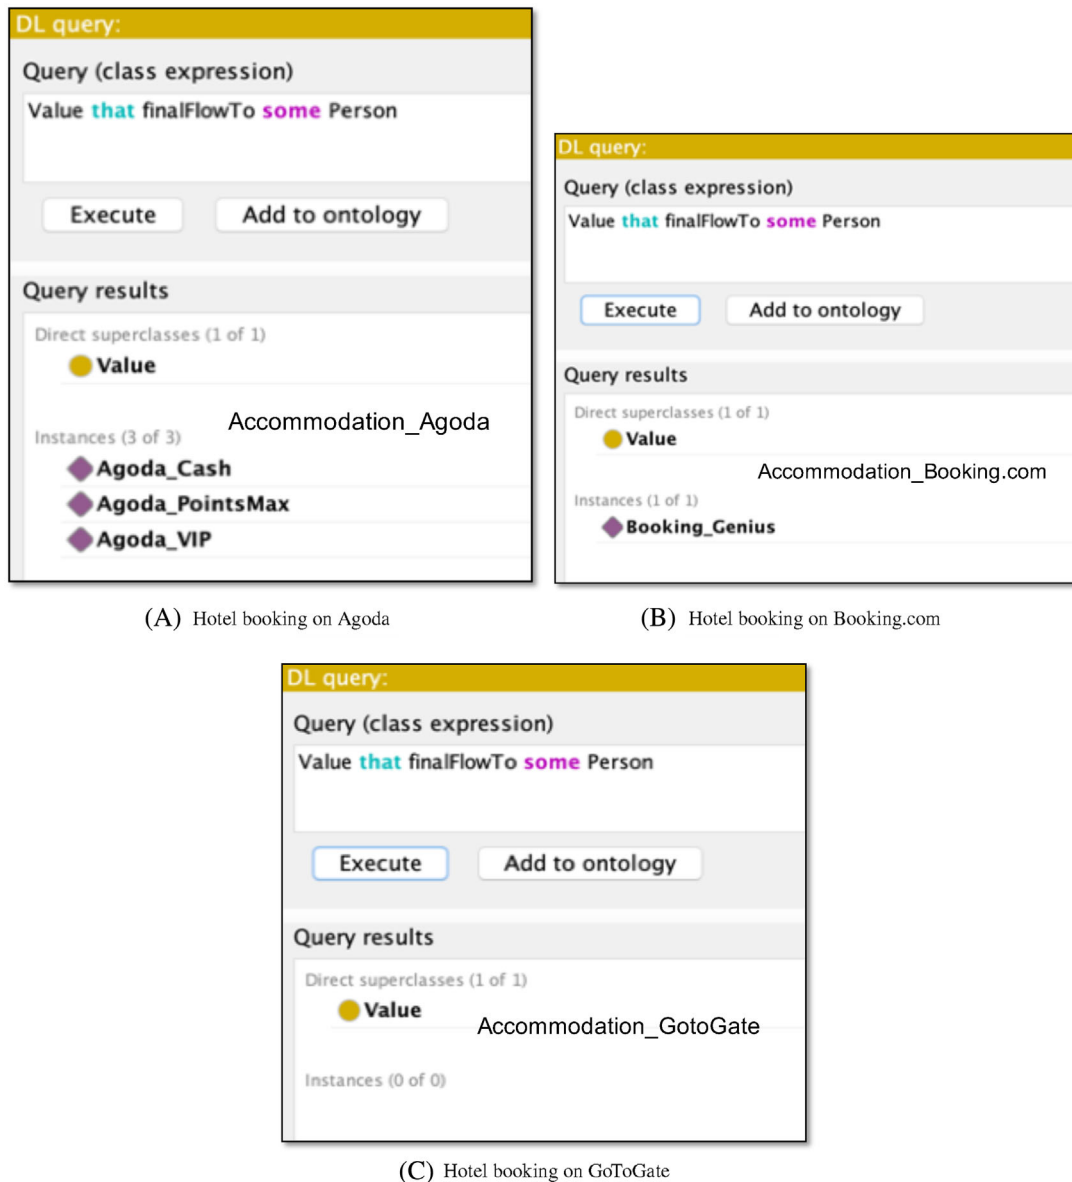 DL query:
Query (class expression)
Value that finalFlowTo some Person
Execute Add to ontology
Query results
Direct superclasses (1 of 1)
Value
Accommodation_Agoda
Instances (3 of 3)
Agoda_Cash
Agoda_PointsMax
Agoda_VIP
(A) Hotel booking on Agoda
DL query:
Query (class expression)
Value that finalFlowTo some Person
Execute Add to ontology
Query results
Direct superclasses (1 of 1)
Value
Accommodation_Booking.com
Instances (1 of 1)
Booking_Genius
(B) Hotel booking on Booking.com
DL query:
Query (class expression)
Value that finalFlowTo some Person
Execute Add to ontology
Query results
Direct superclasses (1 of 1)
Value
Accommodation_GotoGate
Instances (0 of 0)
(C) Hotel booking on GoToGate